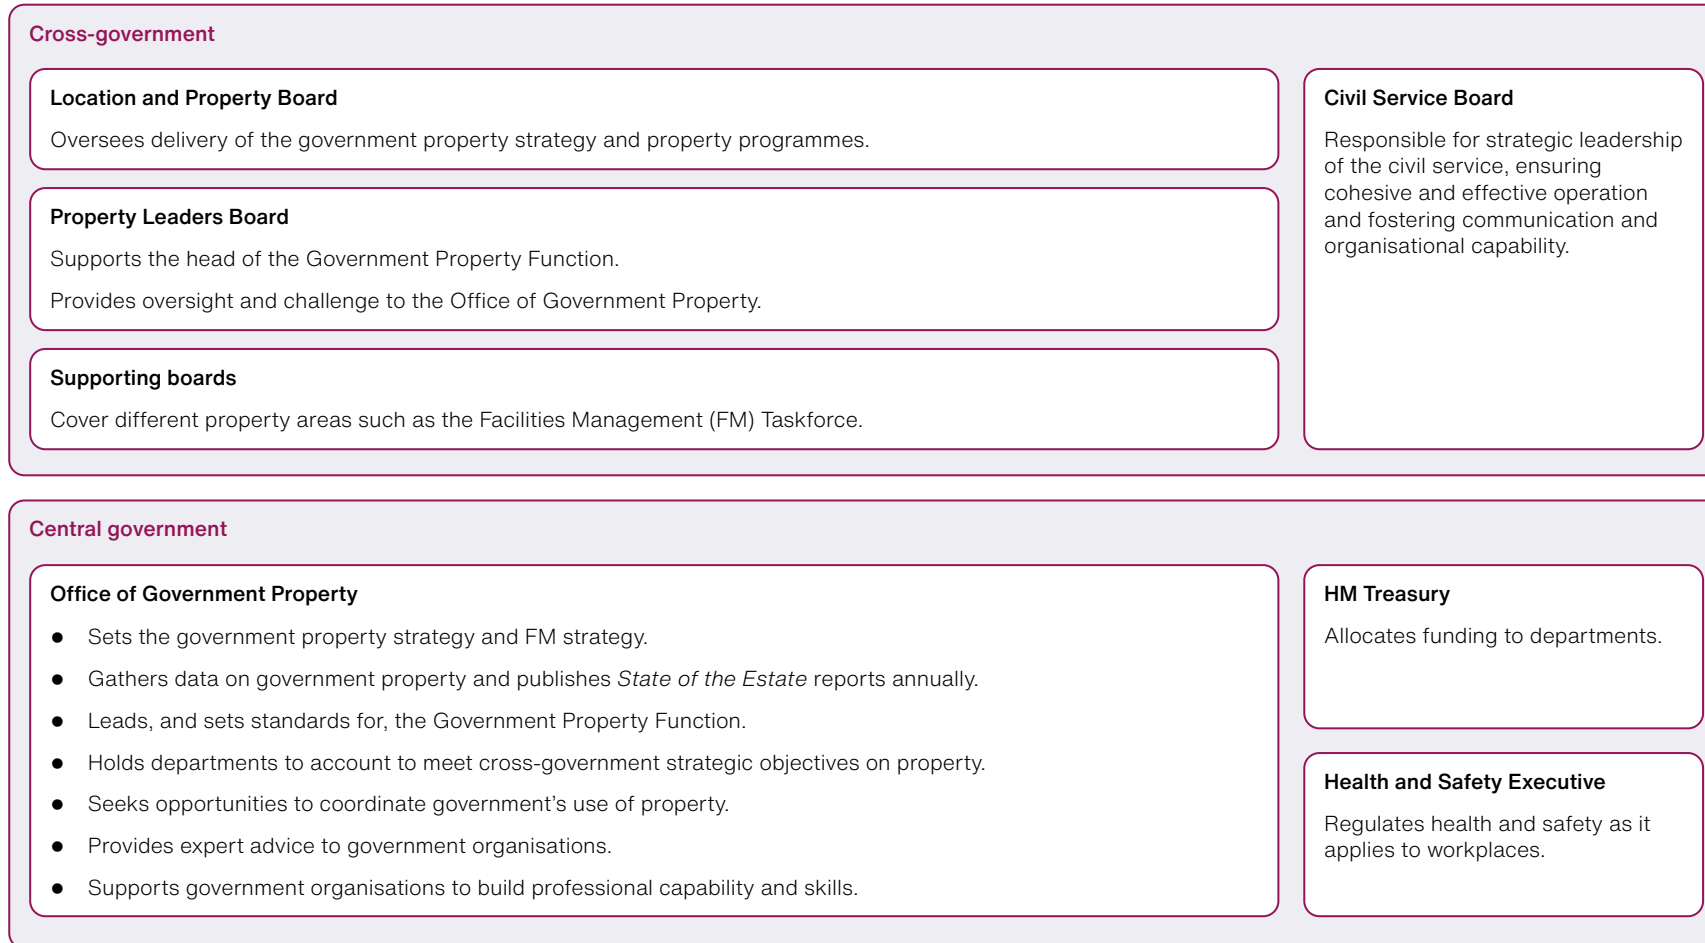 Cross-government
Location and Property Board
Oversees delivery of the government property strategy and property programmes.
Property Leaders Board
Supports the head of the Government Property Function.
Provides oversight and challenge to the Office of Government Property.
Supporting boards
Cover different property areas such as the Facilities Management (FM) Taskforce.
Civil Service Board
Responsible for strategic leadership
of the civil service, ensuring
cohesive and effective operation
and fostering communication and
organisational capability.
Central government
Office of Government Property
● Sets the government property strategy and FM strategy.
● Gathers data on government property and publishes State of the Estate reports annually.
● Leads, and sets standards for, the Government Property Function.
● Holds departments to account to meet cross-government strategic objectives on property.
● Seeks opportunities to coordinate government’s use of property.
● Provides expert advice to government organisations.
● Supports government organisations to build professional capability and skills.
HM Treasury
Allocates funding to departments.
Health and Safety Executive
Regulates health and safety as it
applies to workplaces.